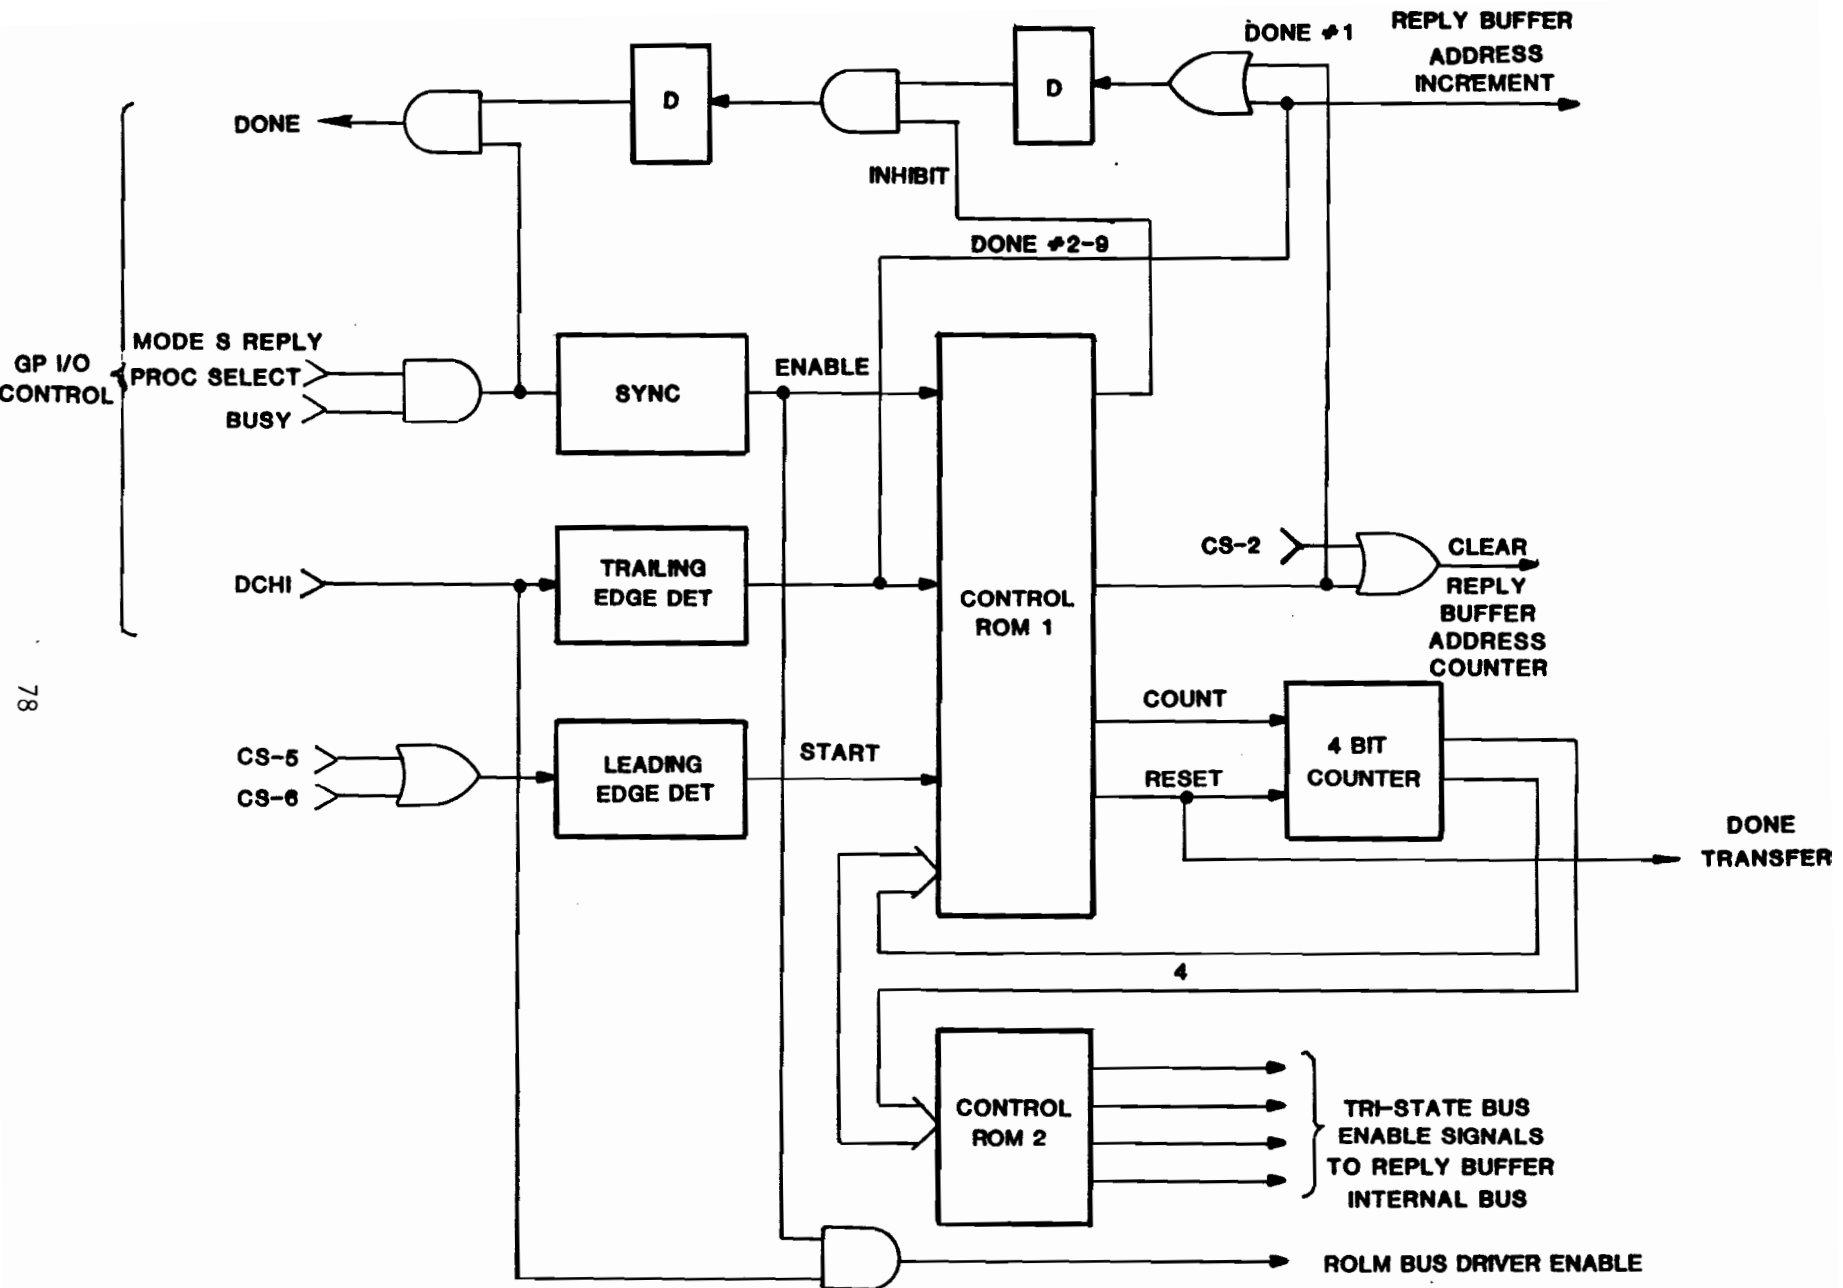 REPLY BUFFER
ADDRESS
INCREMENT
DONE #1
D
D
DONE
INHIBIT
DONE #2-9
MODE S REPLY
PROC SELECT
BUSY
GP I/O
CONTROL
SYNC
ENABLE
CS-2
CLEAR
REPLY
BUFFER
ADDRESS
COUNTER
DCHI
TRAILING
EDGE DET
CONTROL
ROM 1
78
COUNT
4 BIT
COUNTER
RESET
CS-5
CS-6
LEADING
EDGE DET
START
DONE
TRANSFER
4
CONTROL
ROM 2
TRI-STATE BUS
ENABLE SIGNALS
TO REPLY BUFFER
INTERNAL BUS
ROLM BUS DRIVER ENABLE